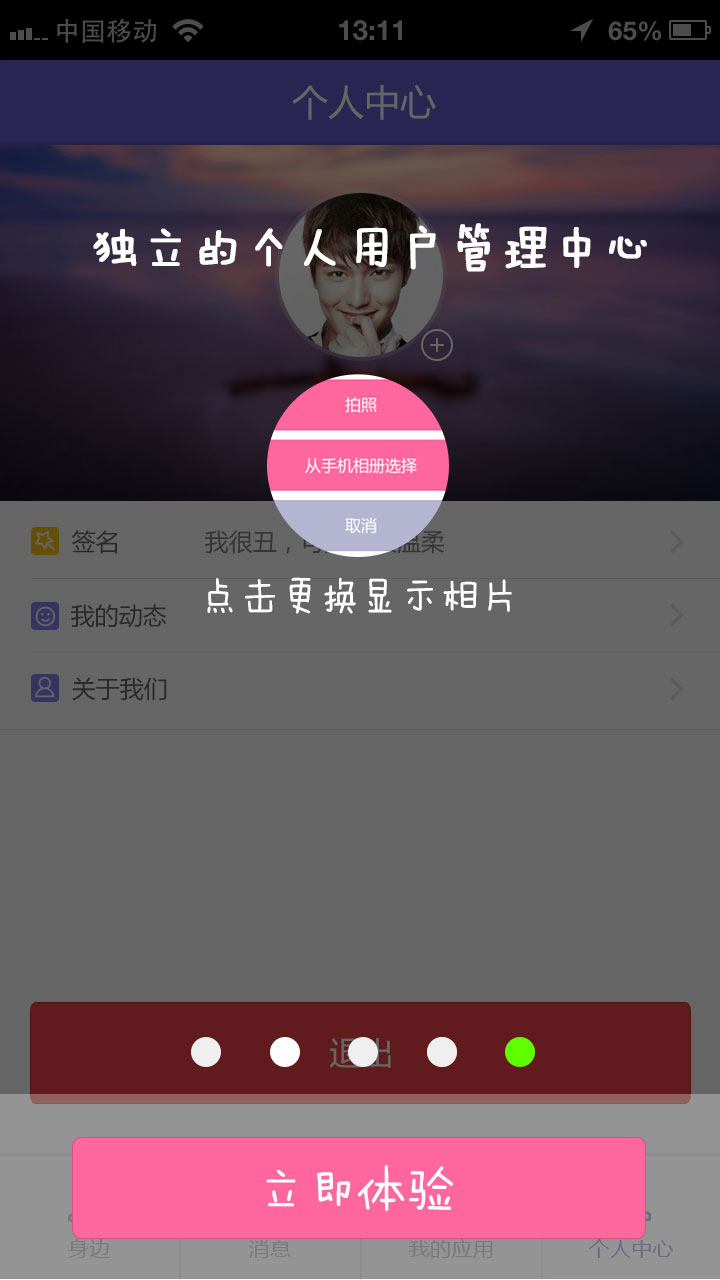 中国移动 13:11 65%
个人中心
独立的个人用户管理中心
拍照
从手机相册选择
取消
签名 我很丑，可 温柔
点击更换显示相片
我的动态
关于我们
退出
立即体验
身边 消息 我的应用 个人中心